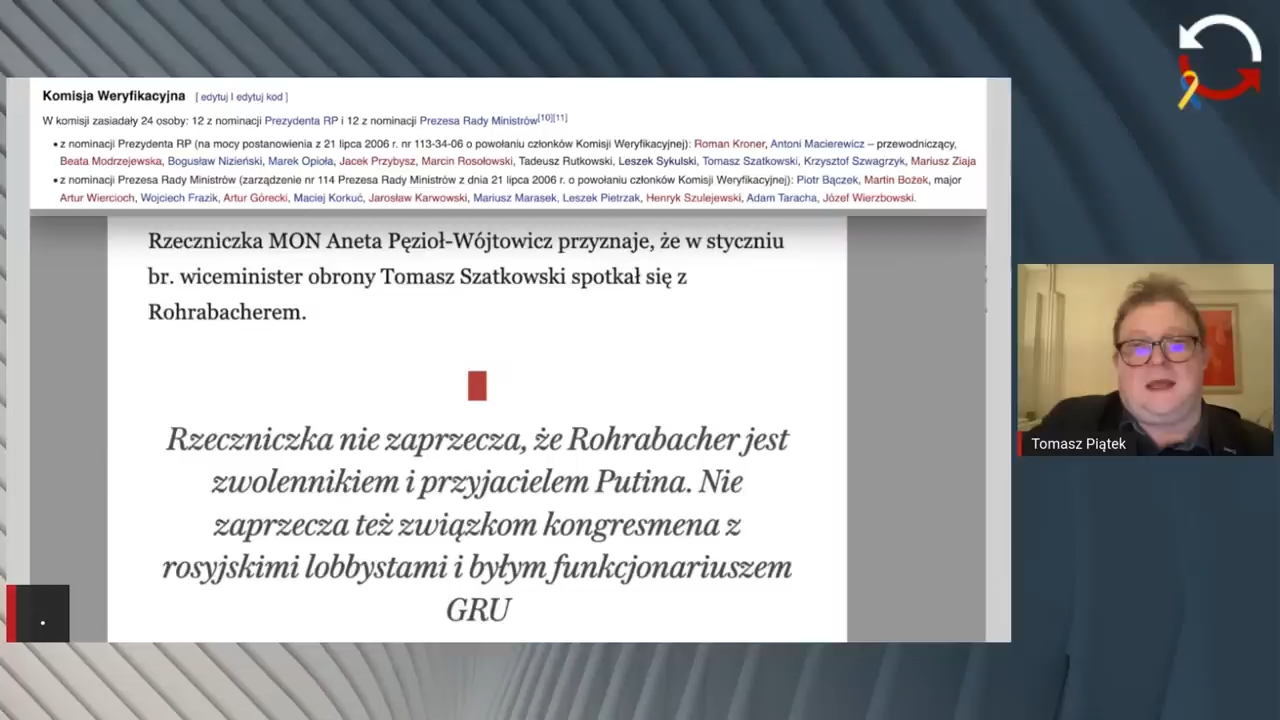 Komisja Weryfikacyjna [ edytuj | edytuj kod ]
W komisji zasiadały 24 osoby: 12 z nominacji Prezydenta RP i 12 z nominacji Prezesa Rady Ministrów[10][11]
• z nominacji Prezydenta RP (na mocy postanowienia z 21 lipca 2006 r. nr 113-34-06 o powołaniu członków Komisji Weryfikacyjnej): Roman Kroner, Antoni Macierewicz – przewodniczący,
Beata Modrzejewska, Bogusław Nizieński, Marek Opioła, Jacek Przybysz, Marcin Rosołowski, Tadeusz Rutkowski, Leszek Sykulski, Tomasz Szatkowski, Krzysztof Szwagrzyk, Mariusz Ziaja
• z nominacji Prezesa Rady Ministrów (zarządzenie nr 114 Prezesa Rady Ministrów z dnia 21 lipca 2006 r. o powołaniu członków Komisji Weryfikacyjnej): Piotr Bączek, Martin Bożek, major
Artur Wiercioch, Wojciech Frazik, Artur Górecki, Maciej Korkuć, Jarosław Karwowski, Mariusz Marasek, Leszek Pietrzak, Henryk Szulejewski, Adam Taracha, Józef Wierzbowski.
Rzeczniczka MON Aneta Pęzioł-Wójtowicz przyznaje, że w styczniu
br. wiceminister obrony Tomasz Szatkowski spotkał się z
Rohrabacherem.
Rzeczniczka nie zaprzecza, że Rohrabacher jest
zwolennikiem i przyjacielem Putina. Nie
zaprzecza też związkom kongresmena z
rosyjskimi lobbystami i byłym funkcjonariuszem
GRU
Tomasz Piątek
.